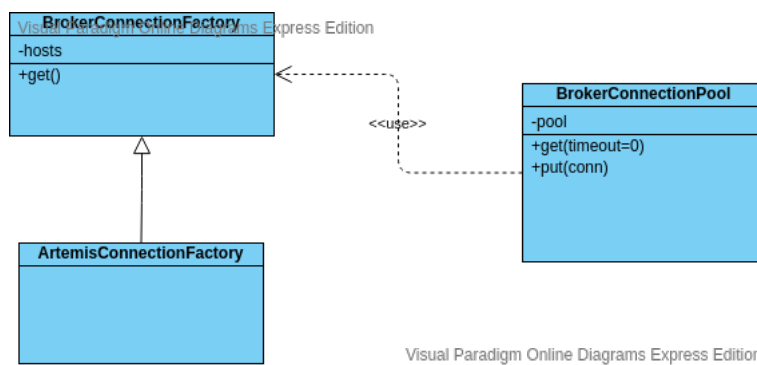 BrokerConnectionFactory
Visual Paradigm Online Diagrams Express Edition
-hosts
+get()
<<use>>
BrokerConnectionPool
-pool
+get(timeout=0)
+put(conn)
ArtemisConnectionFactory
Visual Paradigm Online Diagrams Express Edition